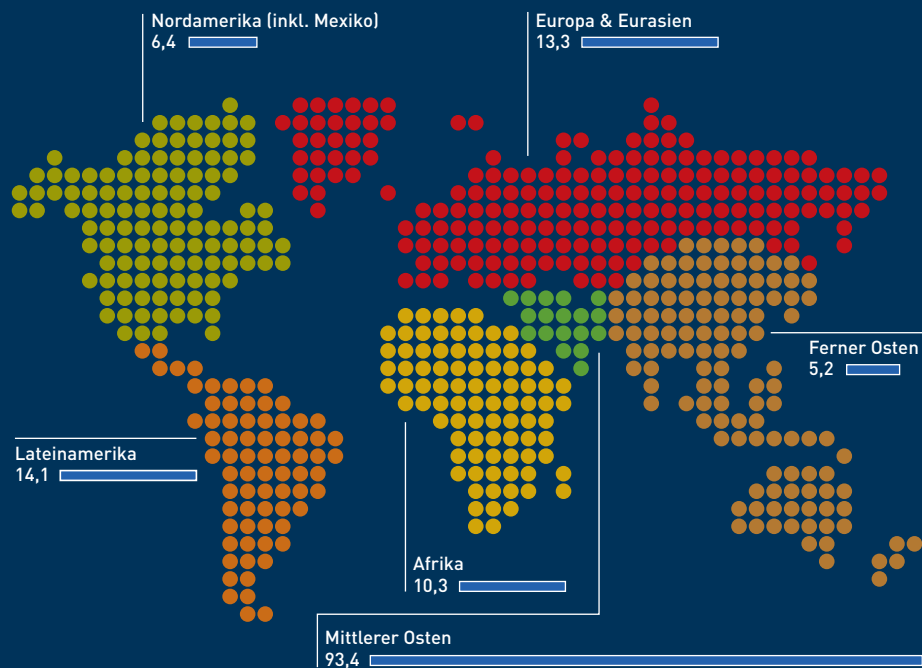 Nordamerika (inkl. Mexiko)
6,4
Europa & Eurasien
13,3
Ferner Osten
5,2
Lateinamerika
14,1
Afrika
10,3
Mittlerer Osten
93,4